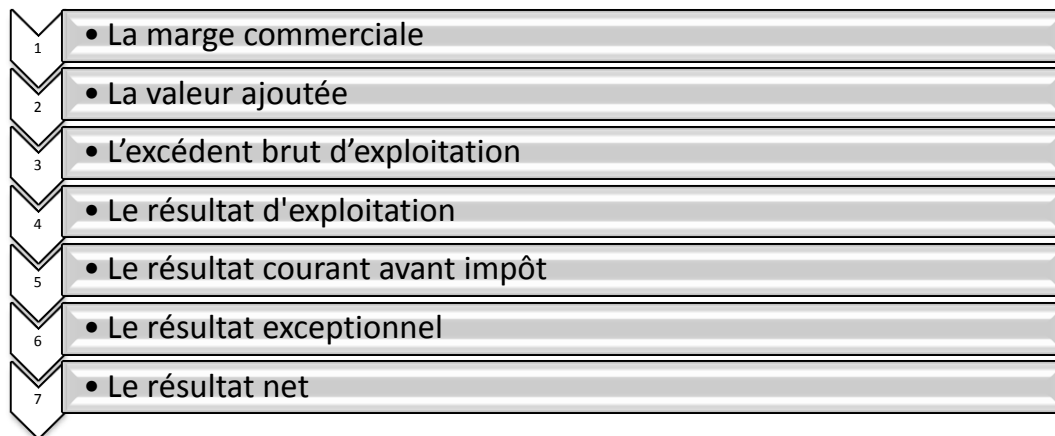 1 • La marge commerciale
2 • La valeur ajoutée
3 • L’excédent brut d’exploitation
4 • Le résultat d'exploitation
5 • Le résultat courant avant impôt
6 • Le résultat exceptionnel
7 • Le résultat net